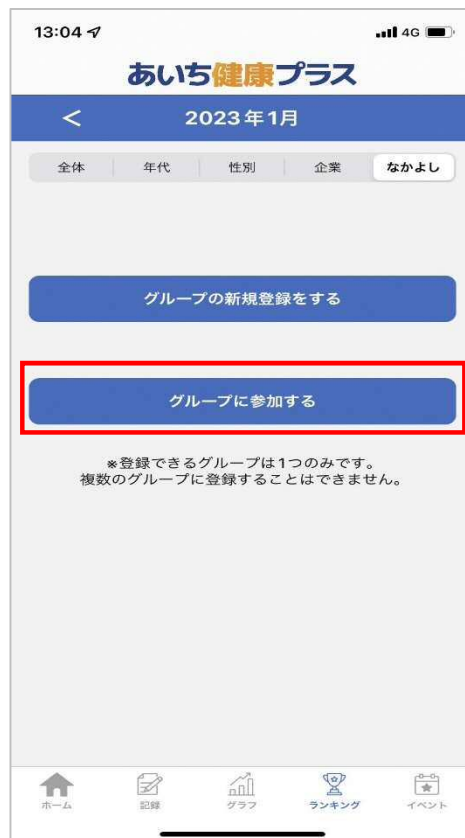 13:04
4G
あいち健康プラス
< 2023年1月
全体 年代 性別 企業 なかよし
グループの新規登録をする
グループに参加する
※登録できるグループは1つのみです。
複数のグループに登録することはできません。
ホーム 記録 グラフ ランキング イベント